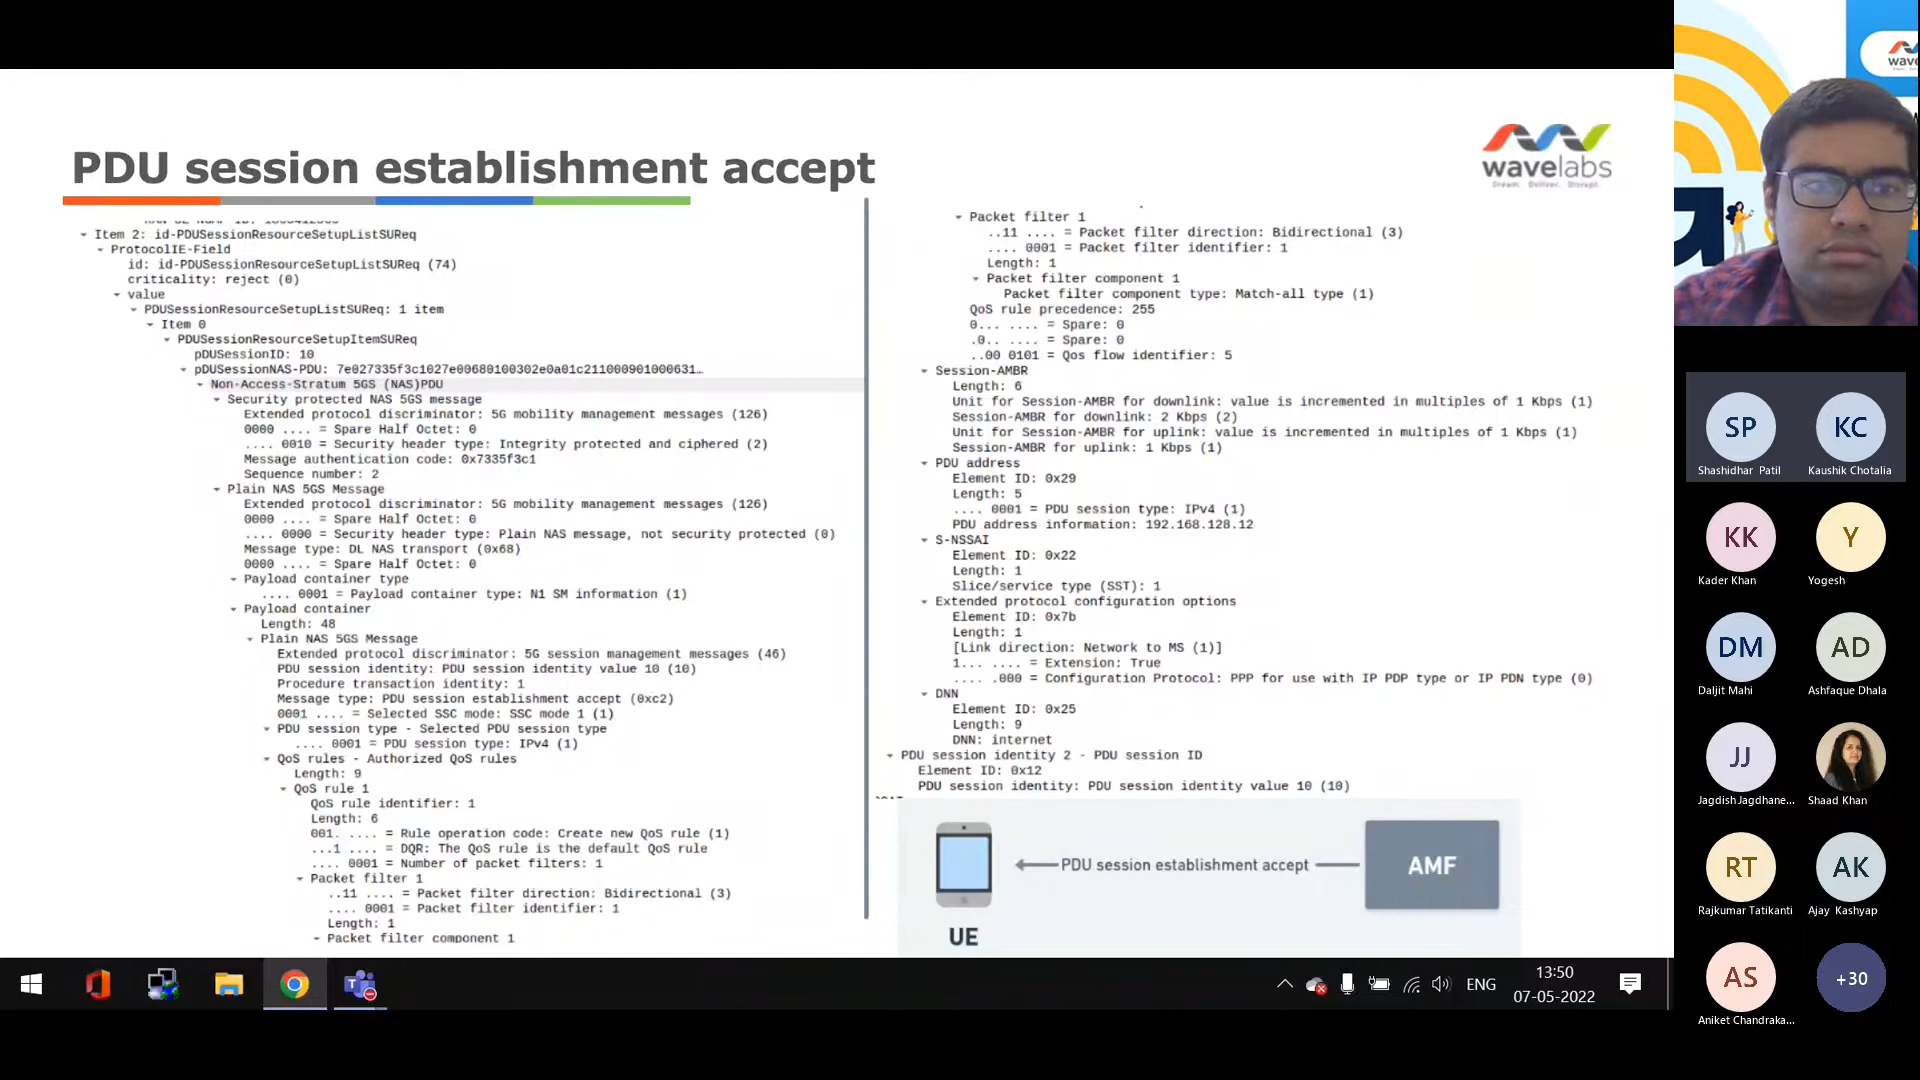 PDU session establishment accept
wavelabs
Dream. Deliver. Disrupt.
Item 2: id-PDUSessionResourceSetupListSUReq
ProtocolIE-Field
id: id-PDUSessionResourceSetupListSUReq (74)
criticality: reject (0)
value
PDUSessionResourceSetupListSUReq: 1 item
Item 0
PDUSessionResourceSetupItemSUReq
pDUSessionID: 10
pDUSessionNAS-PDU: 7e027335f3c1027e00680100302e0a01c211000901000631…
Non-Access-Stratum 5GS (NAS)PDU
Security protected NAS 5GS message
Extended protocol discriminator: 5G mobility management messages (126)
0000 .... = Spare Half Octet: 0
.... 0010 = Security header type: Integrity protected and ciphered (2)
Message authentication code: 0x7335f3c1
Sequence number: 2
Plain NAS 5GS Message
Extended protocol discriminator: 5G mobility management messages (126)
0000 .... = Spare Half Octet: 0
.... 0000 = Security header type: Plain NAS message, not security protected (0)
Message type: DL NAS transport (0x68)
0000 .... = Spare Half Octet: 0
Payload container type
.... 0001 = Payload container type: N1 SM information (1)
Payload container
Length: 48
Plain NAS 5GS Message
Extended protocol discriminator: 5G session management messages (46)
PDU session identity: PDU session identity value 10 (10)
Procedure transaction identity: 1
Message type: PDU session establishment accept (0xc2)
0001 .... = Selected SSC mode: SSC mode 1 (1)
PDU session type - Selected PDU session type
.... 0001 = PDU session type: IPv4 (1)
QoS rules - Authorized QoS rules
Length: 9
QoS rule 1
QoS rule identifier: 1
Length: 6
001. .... = Rule operation code: Create new QoS rule (1)
...1 .... = DQR: The QoS rule is the default QoS rule
.... 0001 = Number of packet filters: 1
Packet filter 1
..11 .... = Packet filter direction: Bidirectional (3)
.... 0001 = Packet filter identifier: 1
Length: 1
Packet filter component 1
Packet filter 1
..11 .... = Packet filter direction: Bidirectional (3)
.... 0001 = Packet filter identifier: 1
Length: 1
Packet filter component 1
Packet filter component type: Match-all type (1)
QoS rule precedence: 255
0... .... = Spare: 0
.0.. .... = Spare: 0
..00 0101 = Qos flow identifier: 5
Session-AMBR
Length: 6
Unit for Session-AMBR for downlink: value is incremented in multiples of 1 Kbps (1)
Session-AMBR for downlink: 2 Kbps (2)
Unit for Session-AMBR for uplink: value is incremented in multiples of 1 Kbps (1)
Session-AMBR for uplink: 1 Kbps (1)
PDU address
Element ID: 0x29
Length: 5
.... 0001 = PDU session type: IPv4 (1)
PDU address information: 192.168.128.12
S-NSSAI
Element ID: 0x22
Length: 1
Slice/service type (SST): 1
Extended protocol configuration options
Element ID: 0x7b
Length: 1
[Link direction: Network to MS (1)]
1... .... = Extension: True
.... .000 = Configuration Protocol: PPP for use with IP PDP type or IP PDN type (0)
DNN
Element ID: 0x25
Length: 9
DNN: internet
PDU session identity 2 - PDU session ID
Element ID: 0x12
PDU session identity: PDU session identity value 10 (10)
PDU session establishment accept
AMF
UE
ENG
13:50
07-05-2022
wave
SP
KC
Shashidhar Patil
Kaushik Chotalia
KK
Y
Kader Khan
Yogesh
DM
AD
Daljit Mahi
Ashfaque Dhala
JJ
Jagdish Jagdhane...
Shaad Khan
RT
AK
Rajkumar Tatikanti
Ajay Kashyap
AS
+30
Aniket Chandraka...